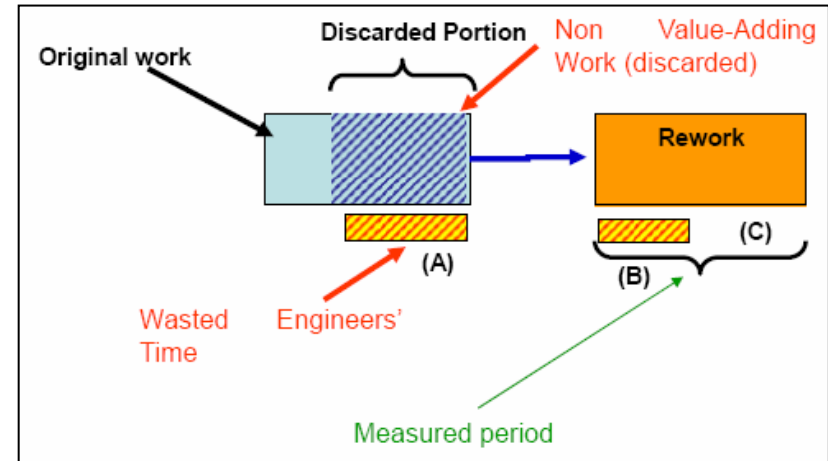 Original work
Discarded Portion
Non Value-Adding
Work (discarded)
Rework
(A)
(B)
(C)
Wasted Engineers’
Time
Measured period